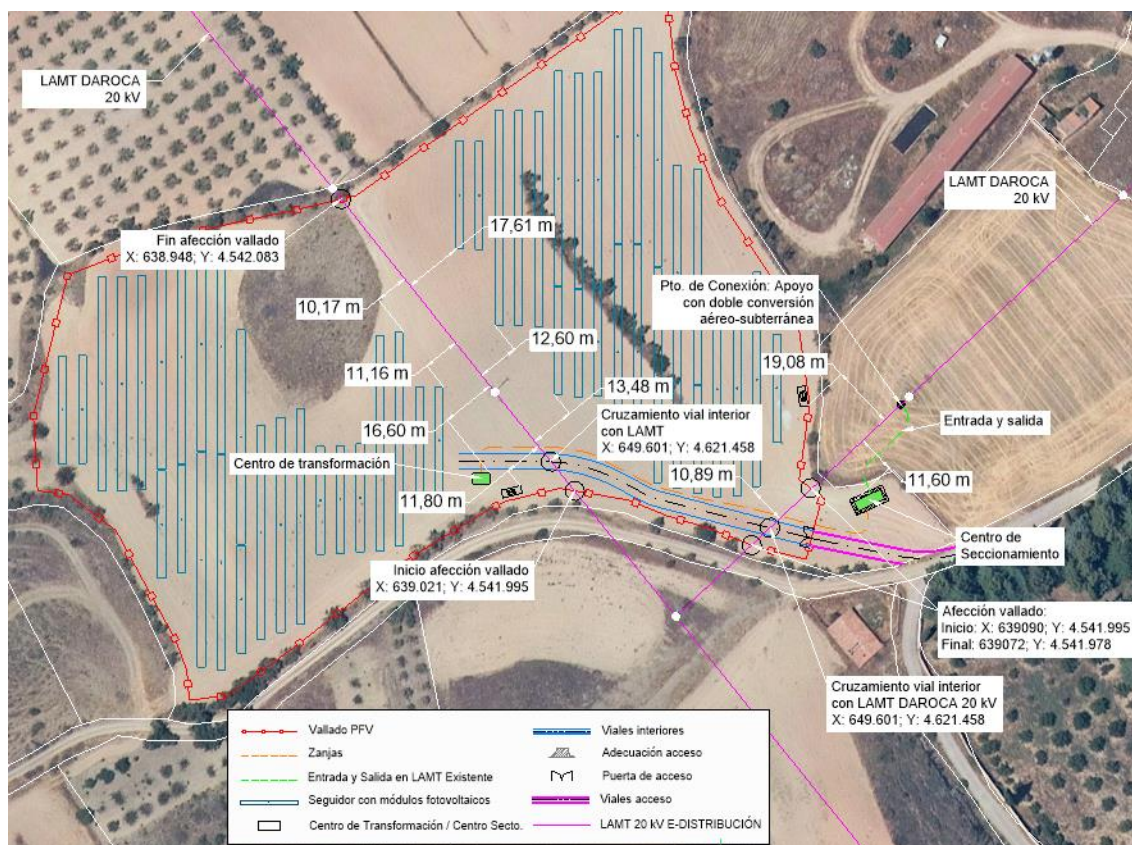 LAMT DAROCA
20 kV
LAMT DAROCA
20 kV
17,61 m
Fin afección vallado
X: 638.948; Y: 4.542.083
Pto. de Conexión: Apoyo
con doble conversión
aéreo-subterránea
10,17 m
12,60 m
19,08 m
11,16 m
13,48 m
Cruzamiento vial interior
con LAMT
X: 649.601; Y: 4.621.458
16,60 m
Entrada y salida
Centro de transformación
10,89 m
11,60 m
11,80 m
Centro de
Seccionamiento
Inicio afección vallado
X: 639.021; Y: 4.541.995
Afección vallado:
Inicio: X: 639090; Y: 4.541.995
Final: 639072; Y: 4.541.978
Cruzamiento vial interior
con LAMT DAROCA 20 kV
X: 649.601; Y: 4.621.458
Vallado PFV
Viales interiores
Zanjas
Adecuación acceso
Entrada y Salida en LAMT Existente
Puerta de acceso
Seguidor con módulos fotovoltaicos
Viales acceso
Centro de Transformación / Centro Secto.
LAMT 20 kV E-DISTRIBUCIÓN